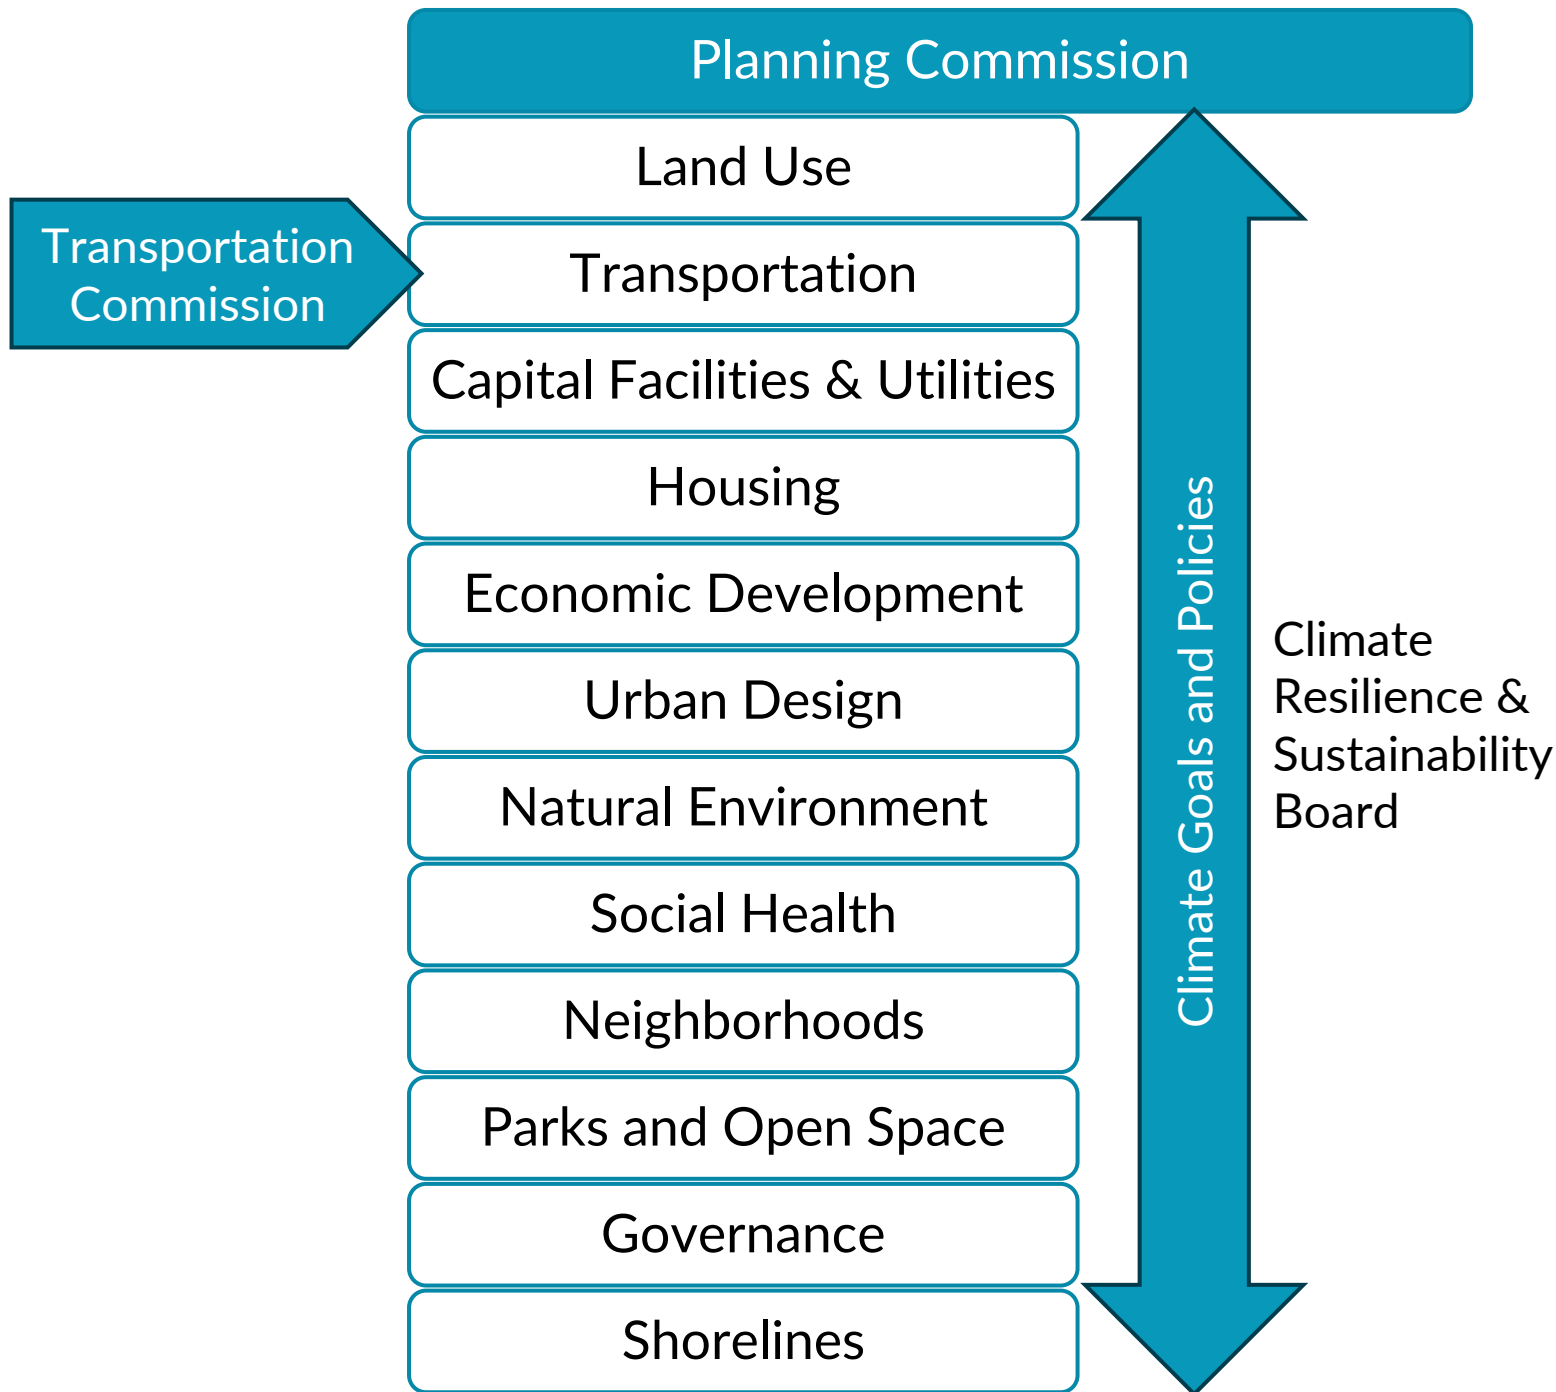 Planning Commission
Land Use
Transportation
Commission
Transportation
Capital Facilities & Utilities
Housing
Economic Development
Urban Design
Natural Environment
Social Health
Neighborhoods
Parks and Open Space
Governance
Shorelines
Climate Goals and Policies
Climate
Resilience &
Sustainability
Board